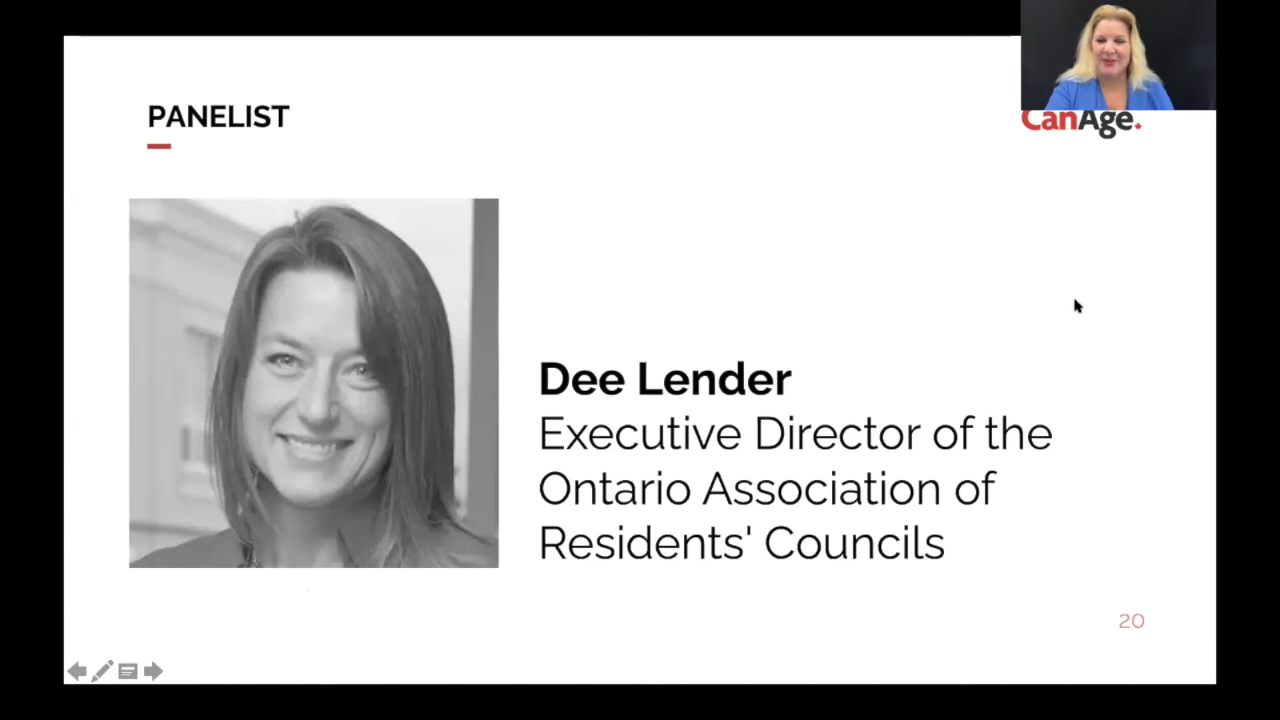 PANELIST
CanAge.
Dee Lender
Executive Director of the
Ontario Association of
Residents' Councils
20